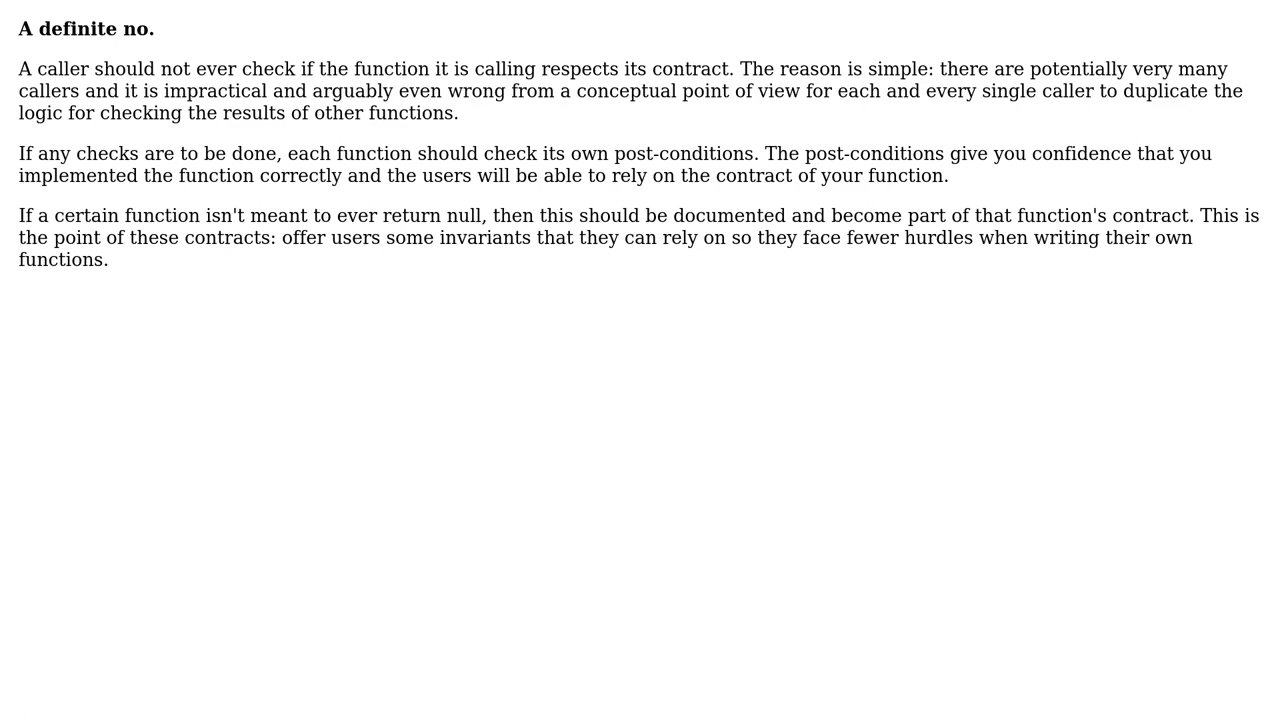 A definite no.
A caller should not ever check if the function it is calling respects its contract. The reason is simple: there are potentially very many
callers and it is impractical and arguably even wrong from a conceptual point of view for each and every single caller to duplicate the
logic for checking the results of other functions.
If any checks are to be done, each function should check its own post-conditions. The post-conditions give you confidence that you
implemented the function correctly and the users will be able to rely on the contract of your function.
If a certain function isn't meant to ever return null, then this should be documented and become part of that function's contract. This is
the point of these contracts: offer users some invariants that they can rely on so they face fewer hurdles when writing their own
functions.